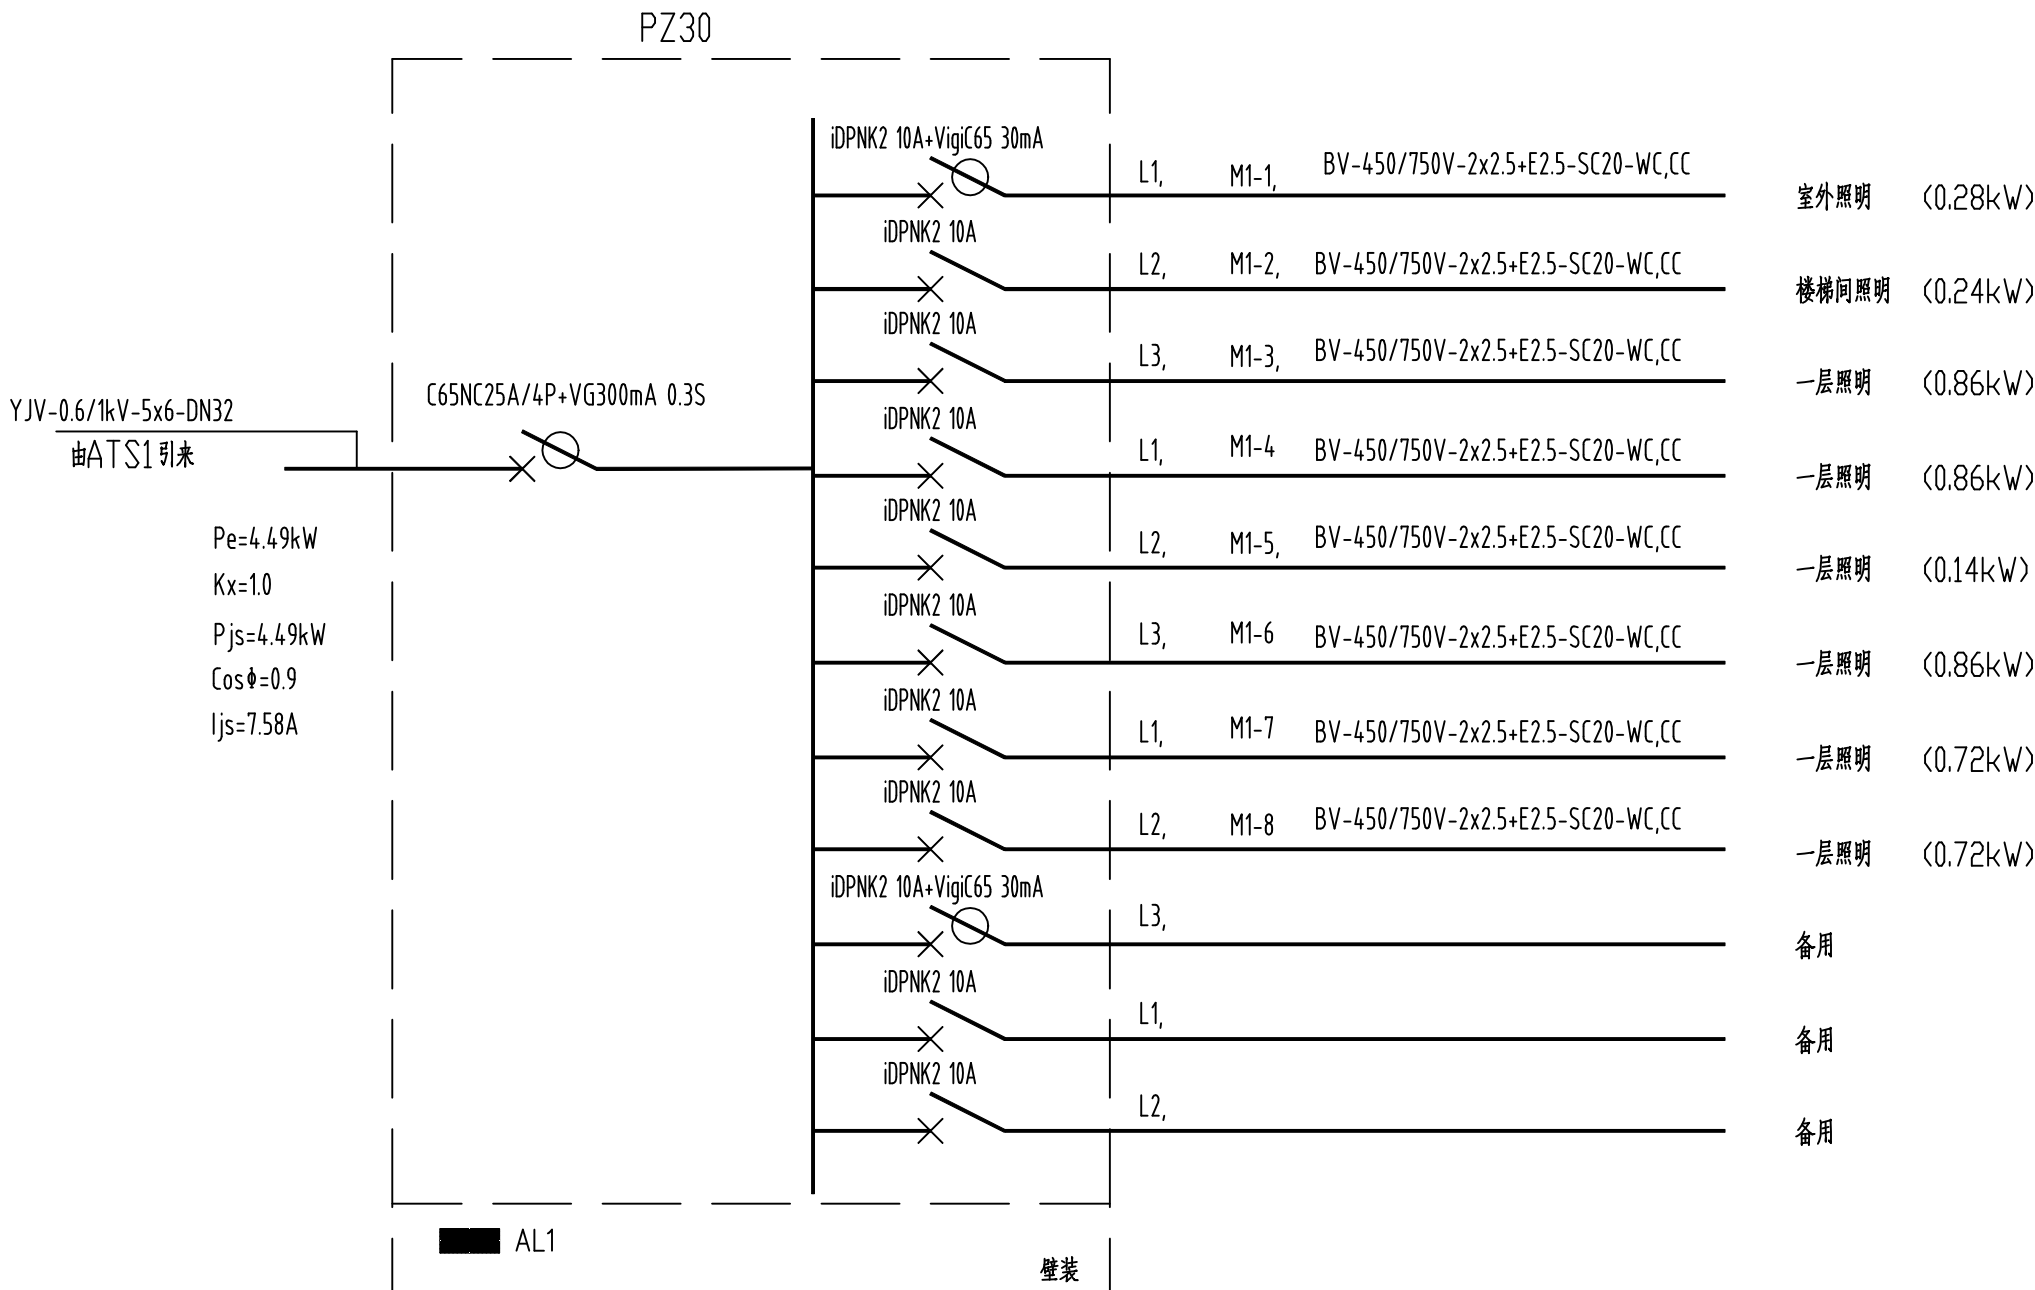 PZ30
iDPNK2 10A+VigiC65 30mA
L1,
M1-1,
BV-450/750V-2x2.5+E2.5-SC20-WC,CC
室外照明
(0.28kW)
iDPNK2 10A
L2,
M1-2,
BV-450/750V-2x2.5+E2.5-SC20-WC,CC
楼梯间照明
(0.24kW)
iDPNK2 10A
L3,
M1-3,
BV-450/750V-2x2.5+E2.5-SC20-WC,CC
一层照明
(0.86kW)
C65NC25A/4P+VG300mA 0.3S
YJV-0.6/1kV-5x6-DN32
由ATS1引来
iDPNK2 10A
L1,
M1-4
BV-450/750V-2x2.5+E2.5-SC20-WC,CC
一层照明
(0.86kW)
iDPNK2 10A
L2,
M1-5,
BV-450/750V-2x2.5+E2.5-SC20-WC,CC
一层照明
(0.14kW)
Pe=4.49kW
Kx=1.0
Pjs=4.49kW
CosΦ=0.9
Ijs=7.58A
iDPNK2 10A
L3,
M1-6
BV-450/750V-2x2.5+E2.5-SC20-WC,CC
一层照明
(0.86kW)
iDPNK2 10A
L1,
M1-7
BV-450/750V-2x2.5+E2.5-SC20-WC,CC
一层照明
(0.72kW)
iDPNK2 10A
L2,
M1-8
BV-450/750V-2x2.5+E2.5-SC20-WC,CC
一层照明
(0.72kW)
iDPNK2 10A+VigiC65 30mA
L3,
备用
iDPNK2 10A
L1,
备用
iDPNK2 10A
L2,
备用
AL1
壁装